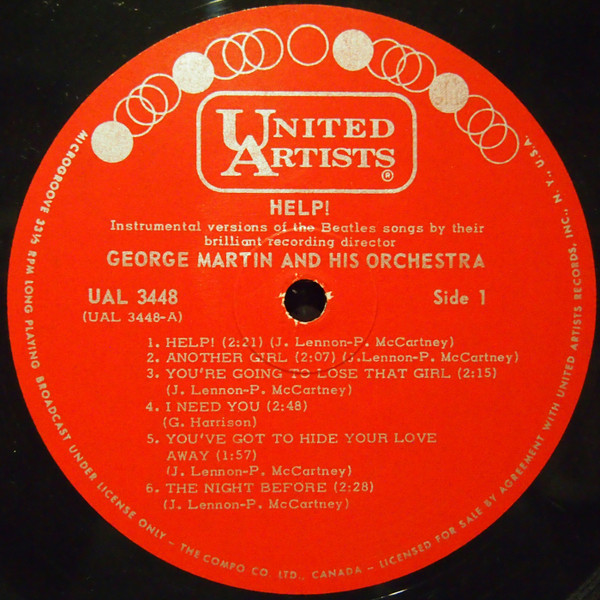 UNITED
ARTISTS
®
HELP!
Instrumental versions of the Beatles songs by their
brilliant recording director
GEORGE MARTIN AND HIS ORCHESTRA
UAL 3448
(UAL 3448-A)
Side 1
1. HELP! (2:21) (J. Lennon-P. McCartney)
2. ANOTHER GIRL (2:07) (J.Lennon-P. McCartney)
3. YOU'RE GOING TO LOSE THAT GIRL (2:15)
(J. Lennon-P. McCartney)
4. I NEED YOU (2:48)
(G. Harrison)
5. YOU'VE GOT TO HIDE YOUR LOVE
AWAY (1:57)
(J. Lennon-P. McCartney)
6. THE NIGHT BEFORE (2:28)
(J. Lennon-P. McCartney)
MICROGROOVE 33⅓ RPM LONG PLAYING BROADCAST UNDER LICENSE ONLY - THE COMPO CO. LTD., CANADA - LICENSED FOR SALE BY AGREEMENT WITH UNITED ARTISTS RECORDS, INC., N. Y., U.S.A.